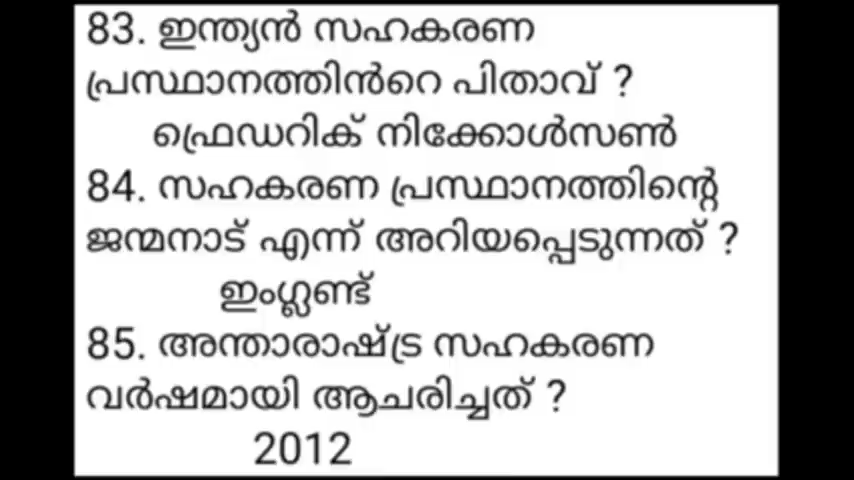 83. ഇന്ത്യൻ സഹകരണ
പ്രസ്ഥാനത്തിൻറെ പിതാവ് ?
ഫ്രെഡറിക് നിക്കോൾസൺ
84. സഹകരണ പ്രസ്ഥാനത്തിന്റെ
ജന്മനാട് എന്ന് അറിയപ്പെടുന്നത് ?
ഇംഗ്ലണ്ട്
85. അന്താരാഷ്ട്ര സഹകരണ
വർഷമായി ആചരിച്ചത് ?
2012